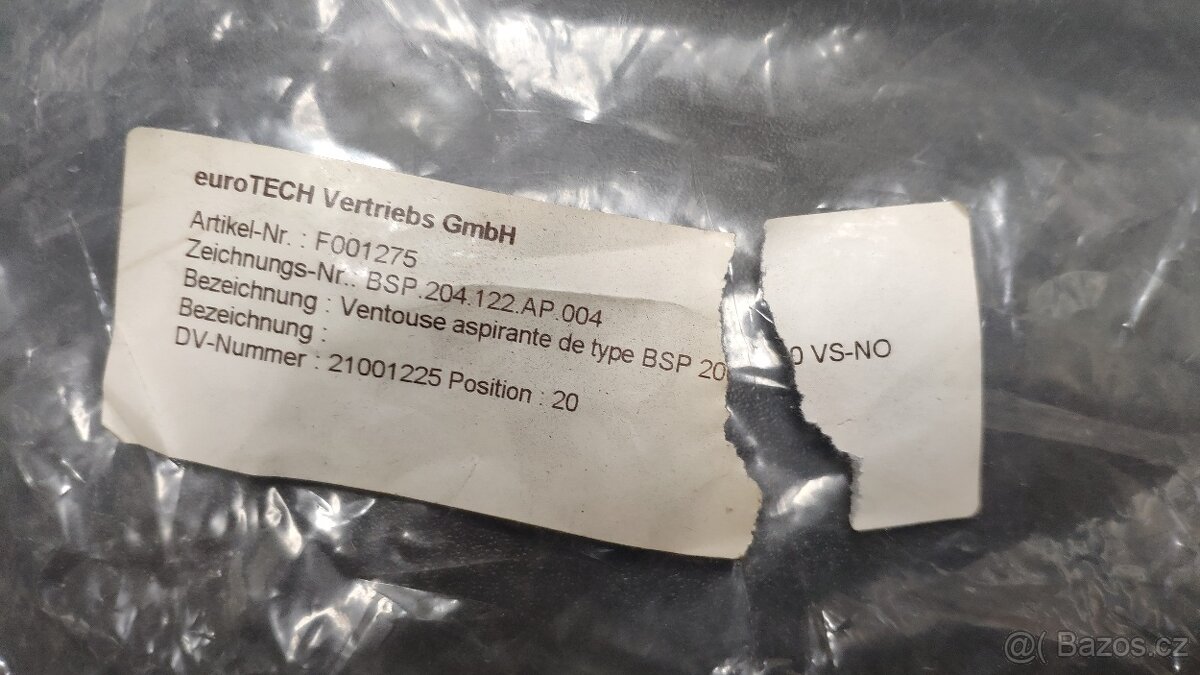 euroTECH Vertriebs GmbH
Artikel-Nr. : F001275
Zeichnungs-Nr.: BSP.204.122.AP.004
Bezeichnung : Ventouse aspirante de type BSP 20 0 VS-NO
Bezeichnung :
DV-Nummer : 21001225 Position : 20
@( Bazos.cz